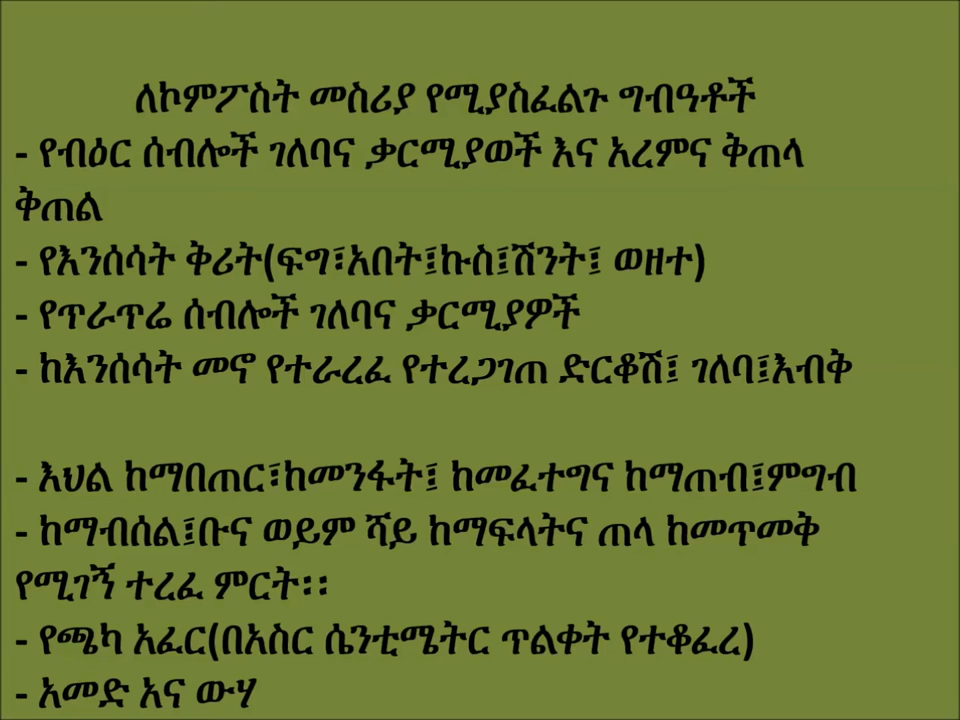 ለኮምፖስት መስሪያ የሚያስፈልጉ ግብዓቶች
- የብዕር ሰብሎች ገለባና ቃርሚያወች እና አረምና ቅጠላ
ቅጠል
- የእንሰሳት ቅሪት(ፍግ፣አበት፤ኩስ፤ሽንት፤ ወዘተ)
- የጥራጥሬ ሰብሎች ገለባና ቃርሚያዎች
- ከእንሰሳት መኖ የተራረፈ የተረጋገጠ ድርቆሽ፤ ገለባ፤እብቅ
- እህል ከማበጠር፣ከመንፋት፤ ከመፈተግና ከማጠብ፤ምግብ
- ከማብሰል፤ቡና ወይም ሻይ ከማፍላትና ጠላ ከመጥመቅ
የሚገኝ ተረፈ ምርት፡፡
- የጫካ አፈር(በአስር ሴንቲሜትር ጥልቀት የተቆፈረ)
- አመድ አና ውሃ